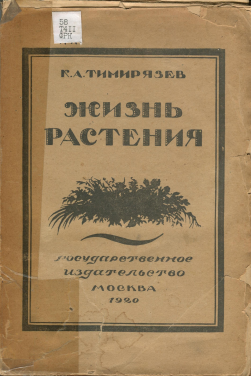 К.А.ТИМИРЯЗЕВ
ЖИЗНЬ
РАСТЕНИЯ
ГОСУДАРСТВЕННОЕ
ИЗДАТЕЛЬСТВО
МОСКВА
1920